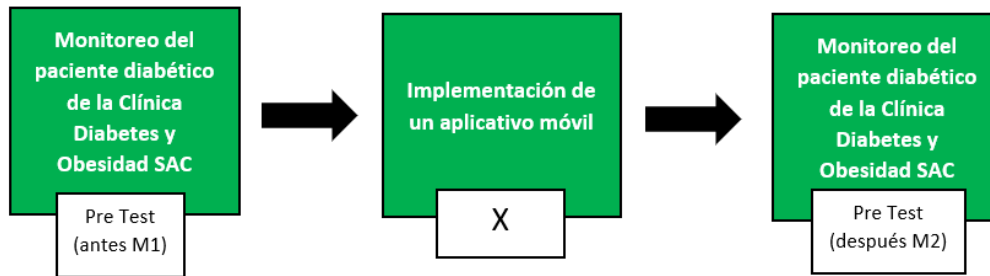 Monitoreo del
paciente diabético
de la Clínica
Diabetes y
Obesidad SAC
Pre Test
(antes M1)
Implementación de
un aplicativo móvil
X
Monitoreo del
paciente diabético
de la Clínica
Diabetes y
Obesidad SAC
Pre Test
(después M2)